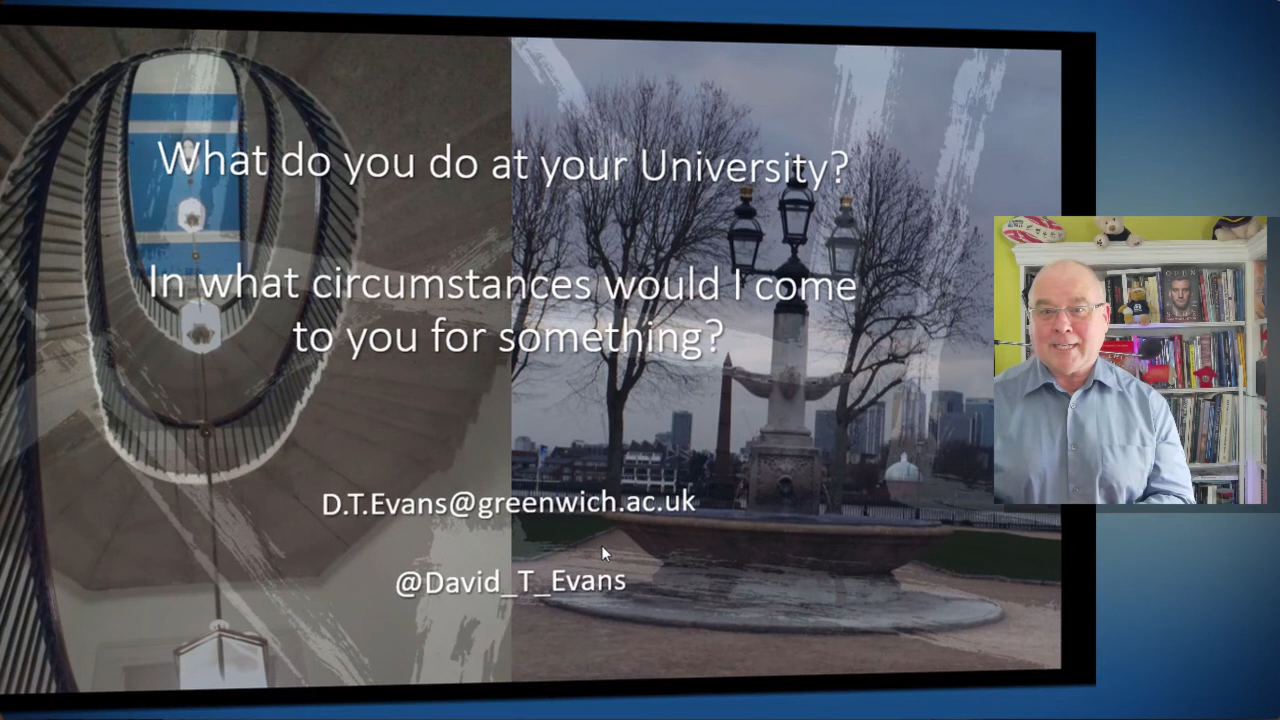 What do you do at your University?
In what circumstances would I come
to you for something?
D.T.Evans@greenwich.ac.uk
@David_T_Evans
OPEN